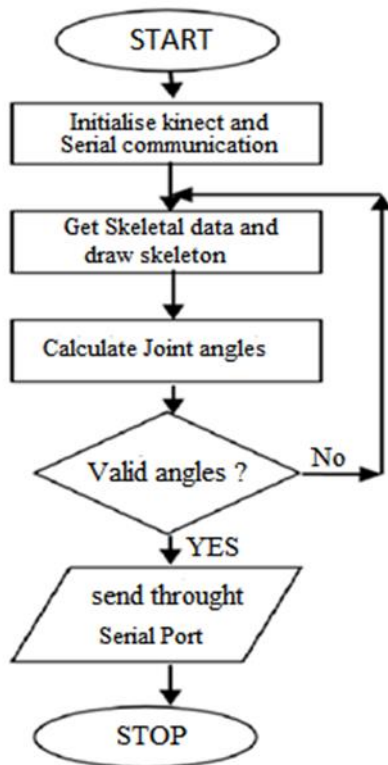 START
Initialise kinect and
Serial communication
Get Skeletal data and
draw skeleton
Calculate Joint angles
Valid angles ?
No
YES
send throught
Serial Port
STOP